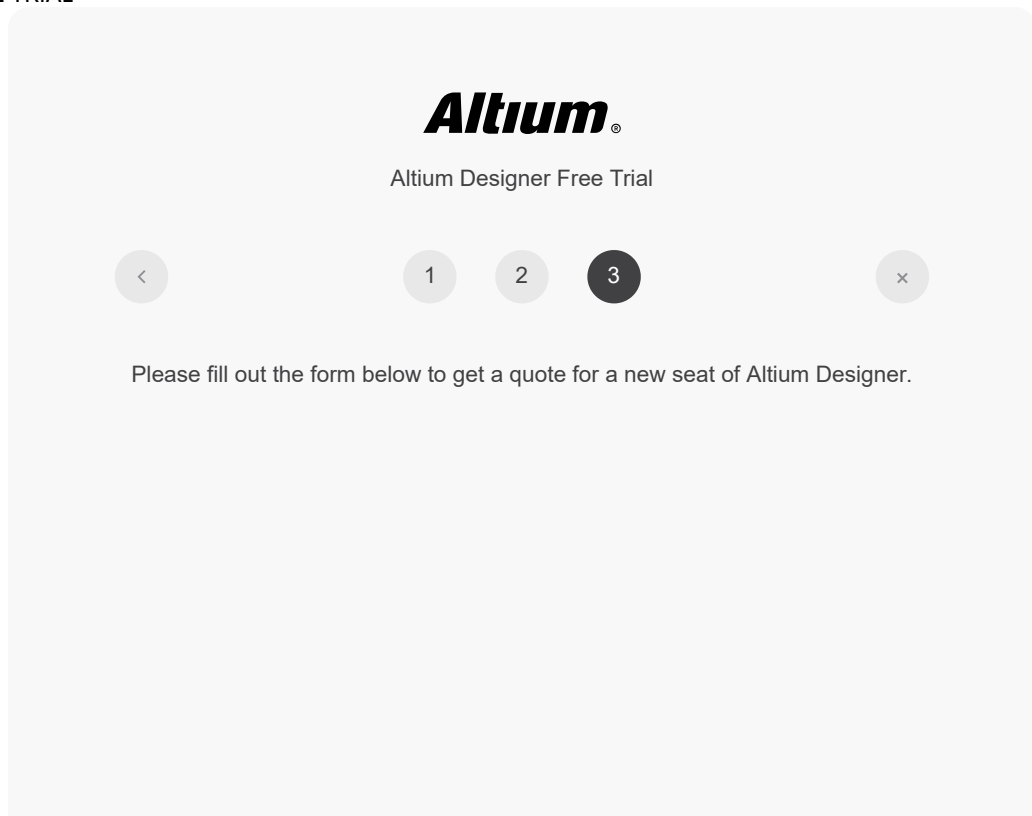 TRIAL
Altium®
Altium Designer Free Trial
1 2 3
Please fill out the form below to get a quote for a new seat of Altium Designer.